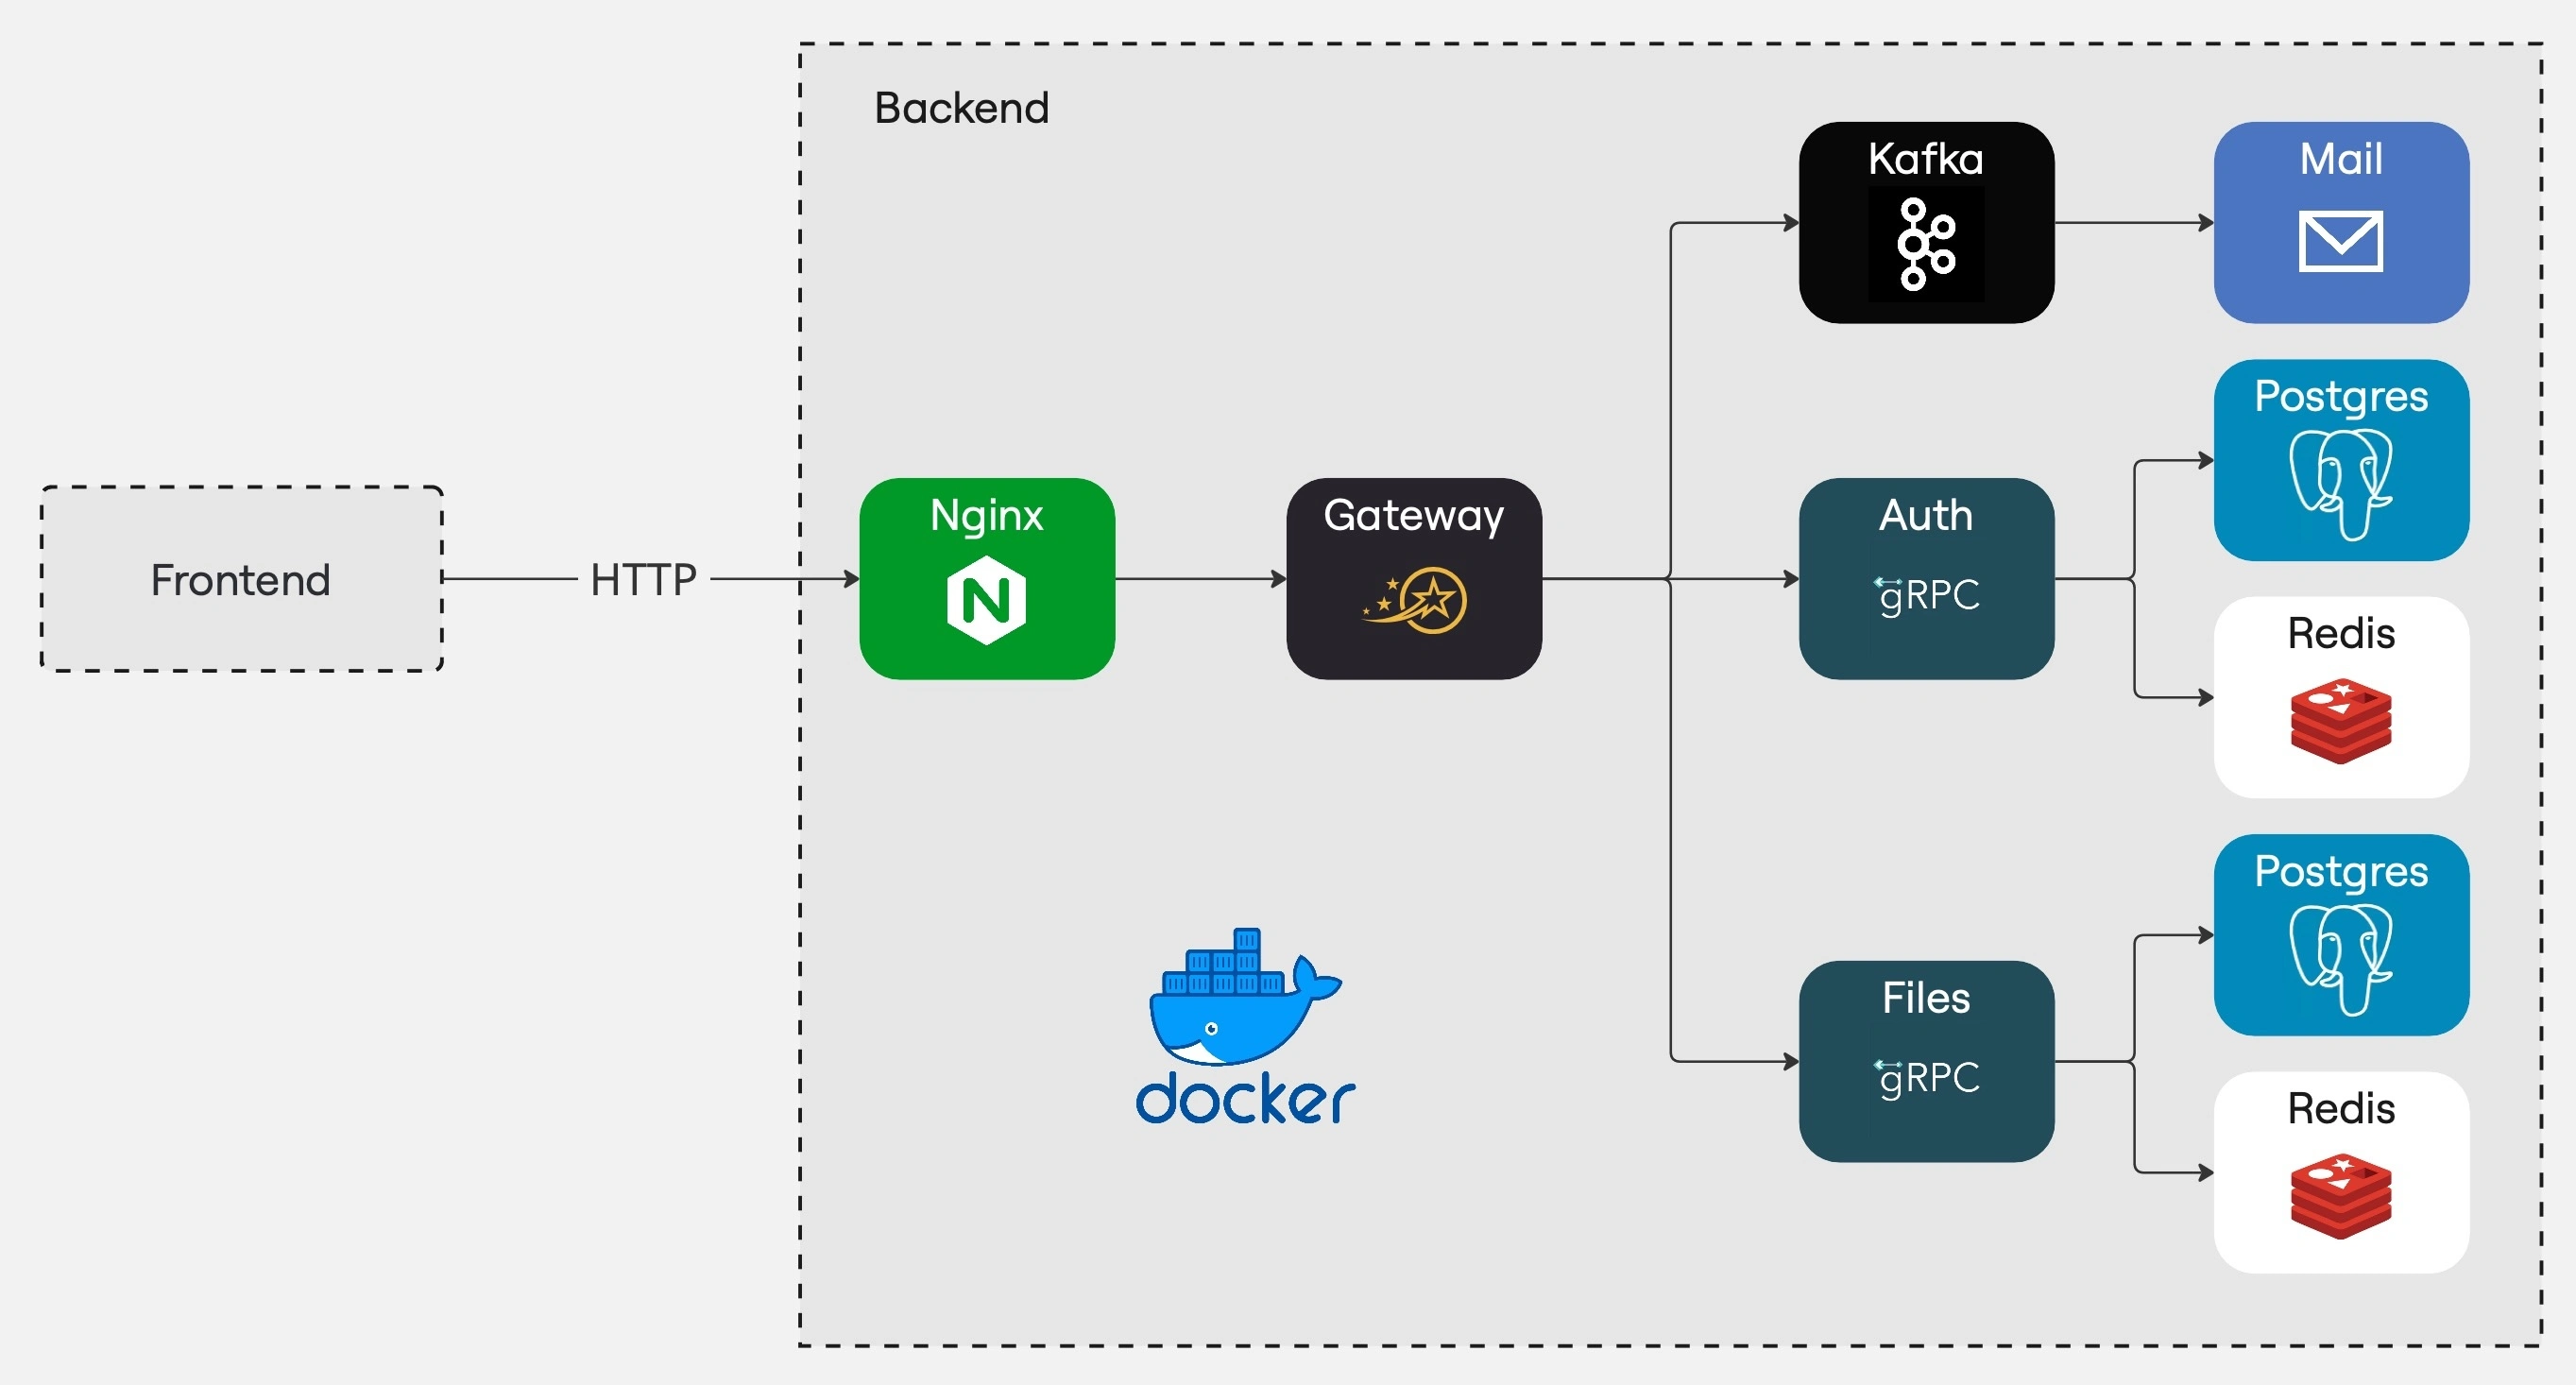 Backend
Kafka
Mail
Postgres
Frontend
HTTP
Nginx
Gateway
Auth
gRPC
Redis
Postgres
Files
gRPC
Redis
docker